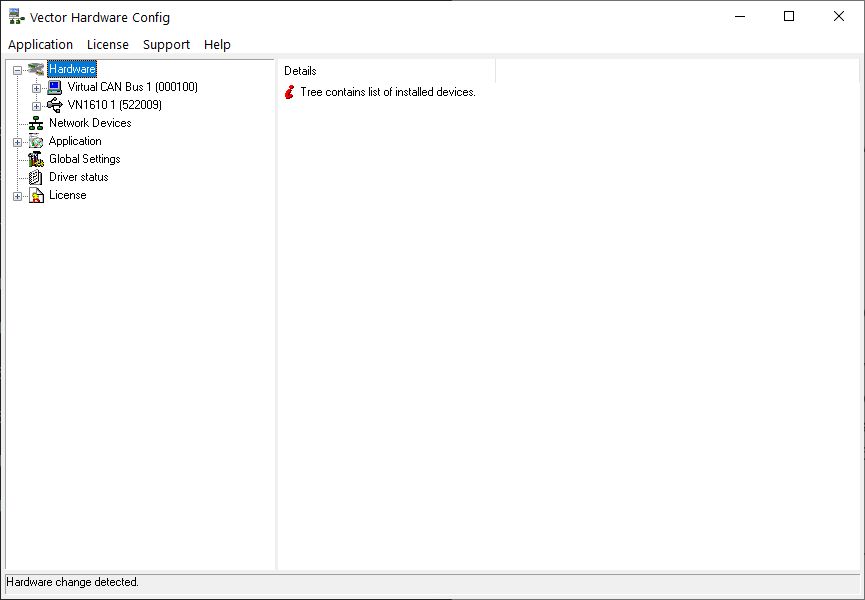 Vector Hardware Config
Application License Support Help
Hardware
Virtual CAN Bus 1 (000100)
VN1610 1 (522009)
Network Devices
Application
Global Settings
Driver status
License
Details
Tree contains list of installed devices.
Hardware change detected.